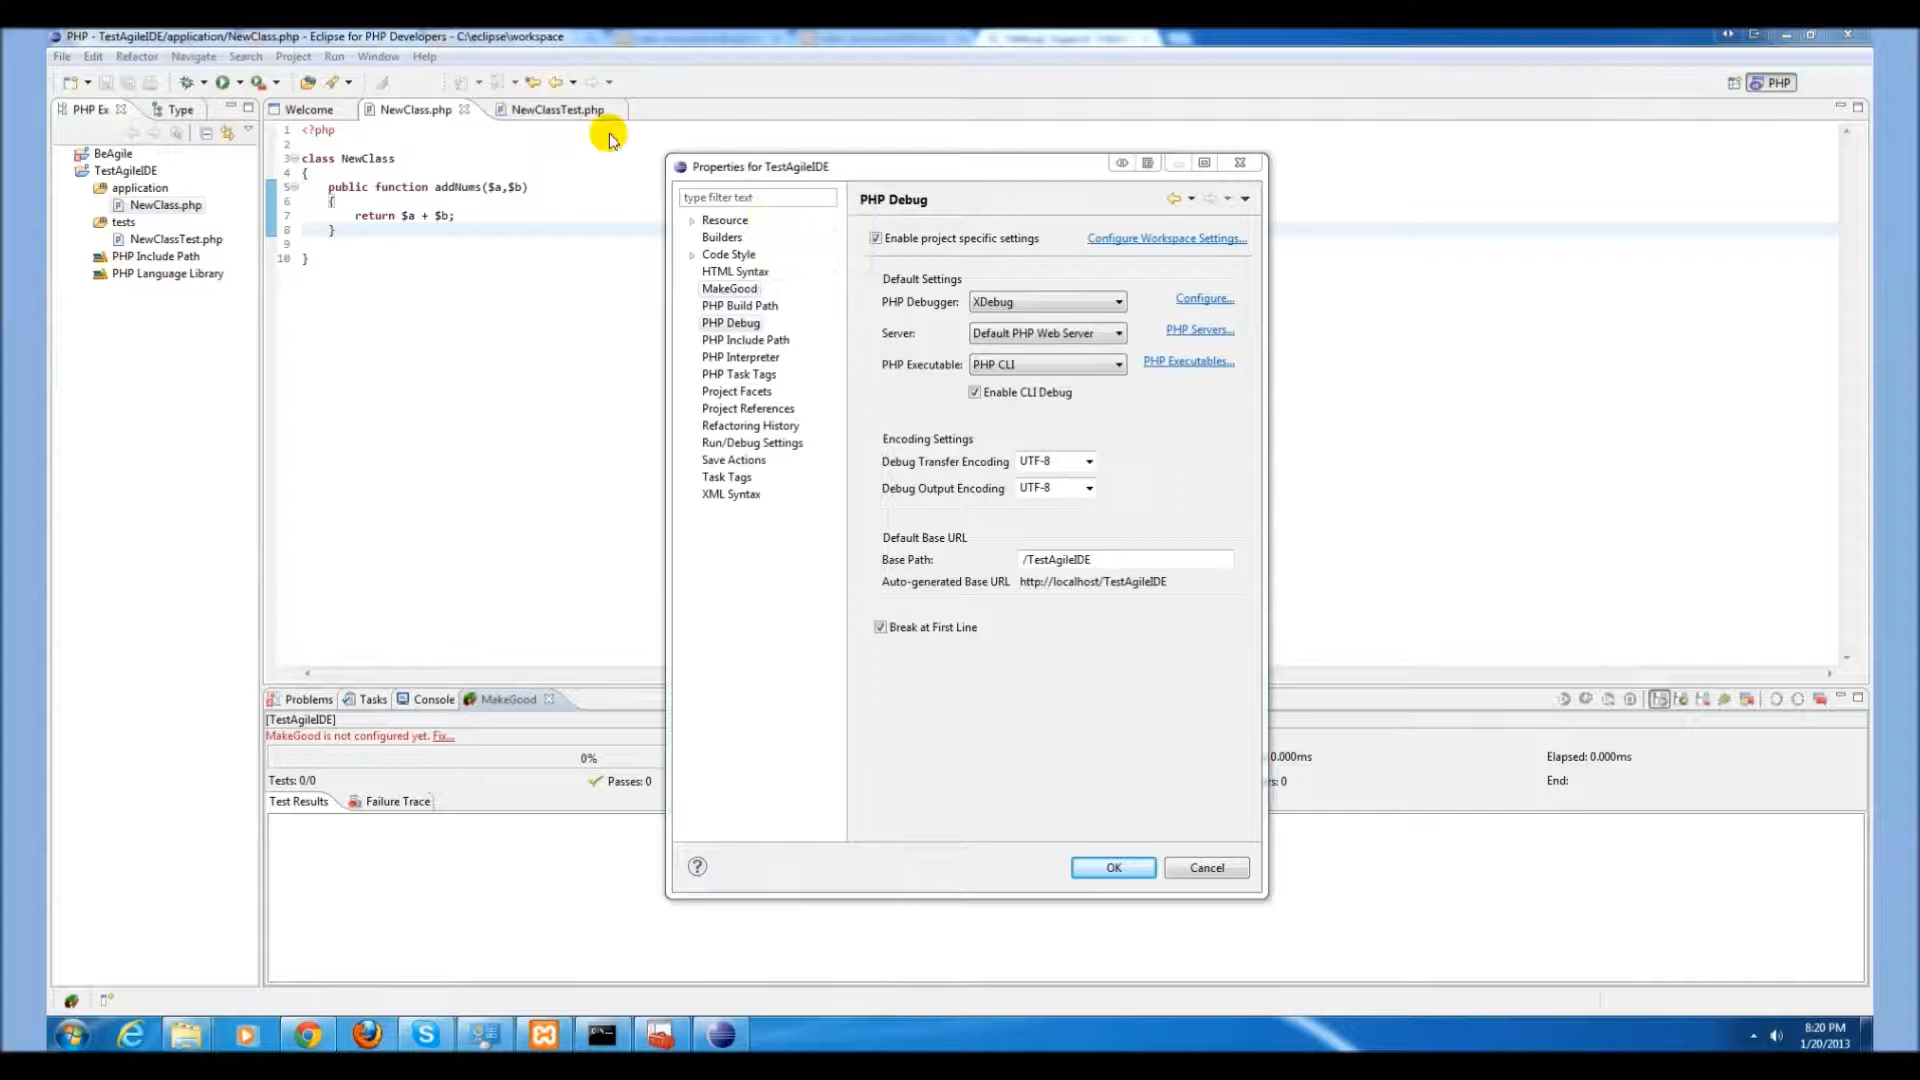 PHP - TestAgileIDE/application/NewClass.php - Eclipse for PHP Developers - C:\eclipse\workspace
File Edit Refactor Navigate Search Project Run Window Help
PHP
PHP Ex Type
Welcome NewClass.php NewClassTest.php
BeAgile
TestAgileIDE
application
NewClass.php
tests
NewClassTest.php
PHP Include Path
PHP Language Library
1 <?php
2
3 class NewClass
4 {
5 public function addNums($a,$b)
6 {
7 return $a + $b;
8 }
9
10 }
Properties for TestAgileIDE
type filter text
Resource
Builders
Code Style
HTML Syntax
MakeGood
PHP Build Path
PHP Debug
PHP Include Path
PHP Interpreter
PHP Task Tags
Project Facets
Project References
Refactoring History
Run/Debug Settings
Save Actions
Task Tags
XML Syntax
PHP Debug
Enable project specific settings Configure Workspace Settings...
Default Settings
PHP Debugger: XDebug Configure...
Server: Default PHP Web Server PHP Servers...
PHP Executable: PHP CLI PHP Executables...
Enable CLI Debug
Encoding Settings
Debug Transfer Encoding UTF-8
Debug Output Encoding UTF-8
Default Base URL
Base Path: /TestAgileIDE
Auto-generated Base URL http://localhost/TestAgileIDE
Break at First Line
? OK Cancel
Problems Tasks Console MakeGood
[TestAgileIDE]
MakeGood is not configured yet. Fix...
0% 0.000ms Elapsed: 0.000ms
Tests: 0/0 Passes: 0 rs: 0 End:
Test Results Failure Trace
8:20 PM
1/20/2013